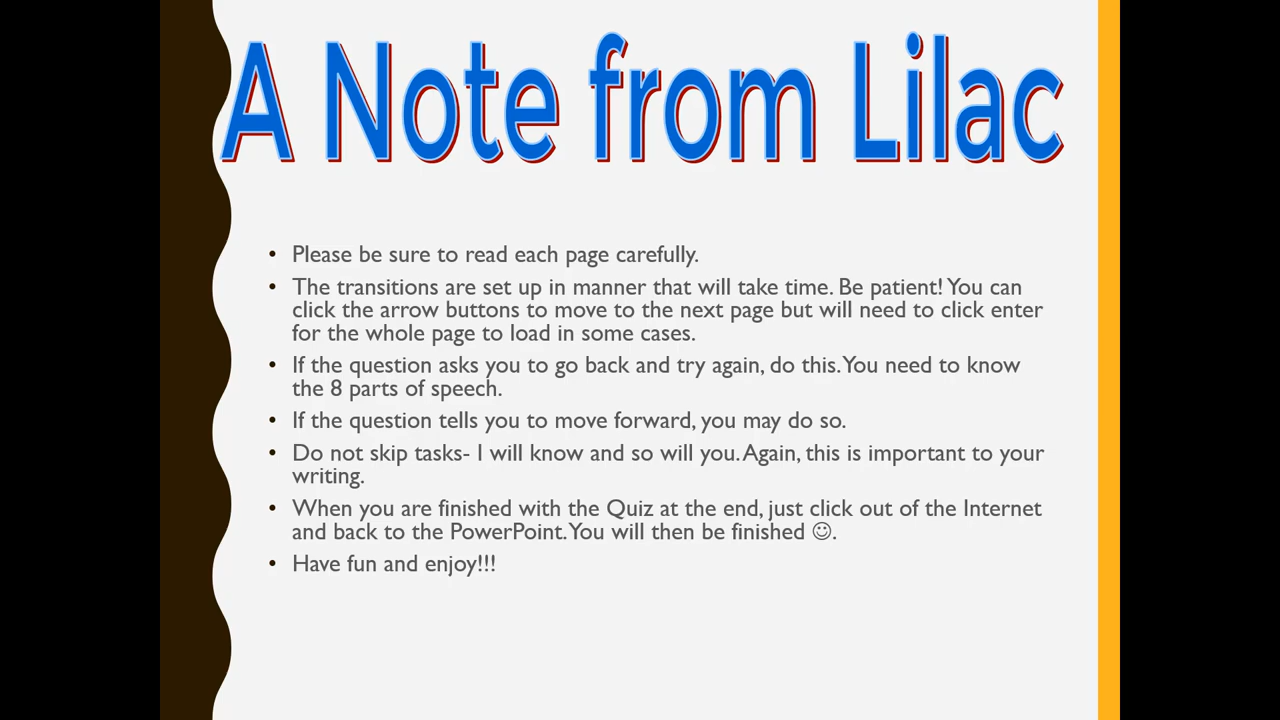 A Note from Lilac
• Please be sure to read each page carefully.
• The transitions are set up in manner that will take time. Be patient! You can
click the arrow buttons to move to the next page but will need to click enter
for the whole page to load in some cases.
• If the question asks you to go back and try again, do this. You need to know
the 8 parts of speech.
• If the question tells you to move forward, you may do so.
• Do not skip tasks- I will know and so will you. Again, this is important to your
writing.
• When you are finished with the Quiz at the end, just click out of the Internet
and back to the PowerPoint. You will then be finished ☺.
• Have fun and enjoy!!!